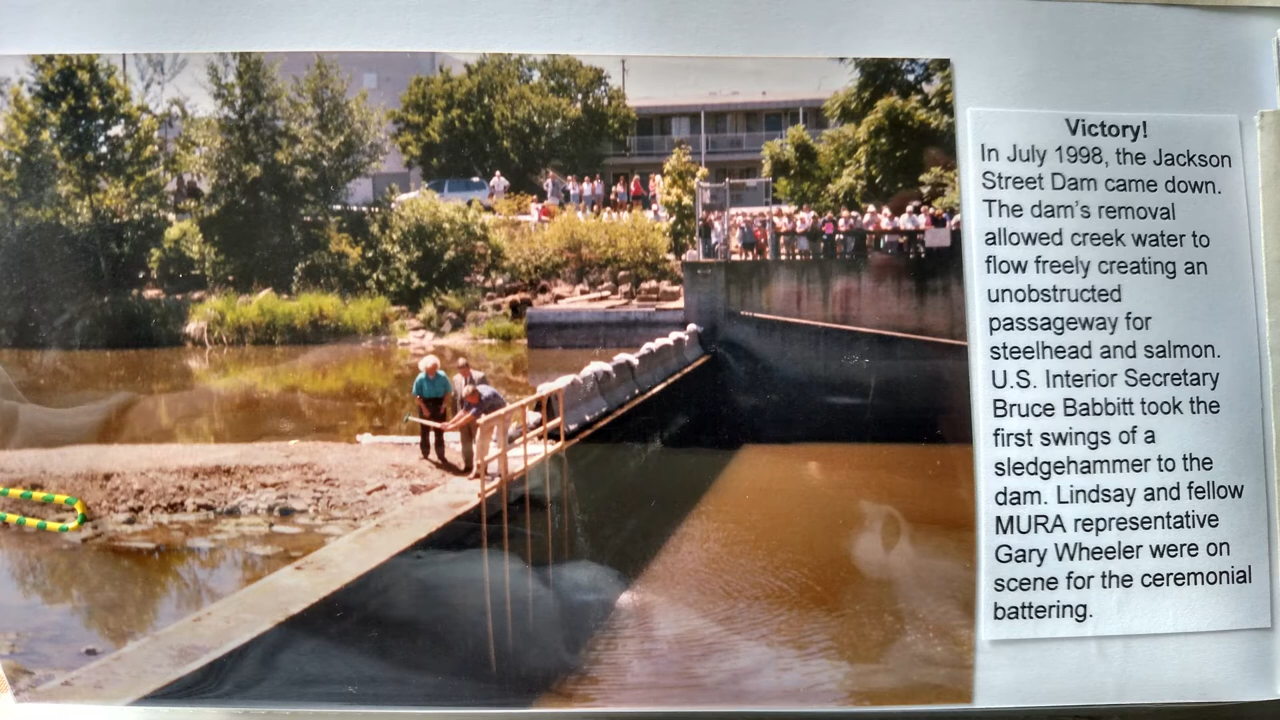 Victory!
In July 1998, the Jackson
Street Dam came down.
The dam's removal
allowed creek water to
flow freely creating an
unobstructed
passageway for
steelhead and salmon.
U.S. Interior Secretary
Bruce Babbitt took the
first swings of a
sledgehammer to the
dam. Lindsay and fellow
MURA representative
Gary Wheeler were on
scene for the ceremonial
battering.